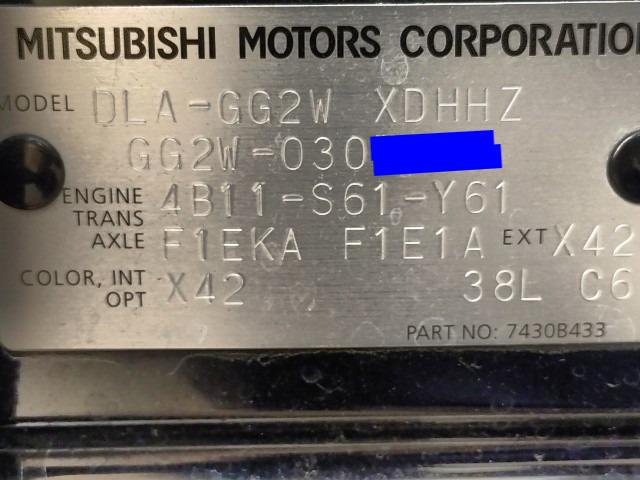 MITSUBISHI MOTORS CORPORATIO
MODEL DLA-GG2W XDHHZ
GG2W-030
ENGINE 4B11-S61-Y61
TRANS
AXLE F1EKA F1E1A EXT X42
COLOR, INT X42 38L C6
OPT
PART NO: 7430B433